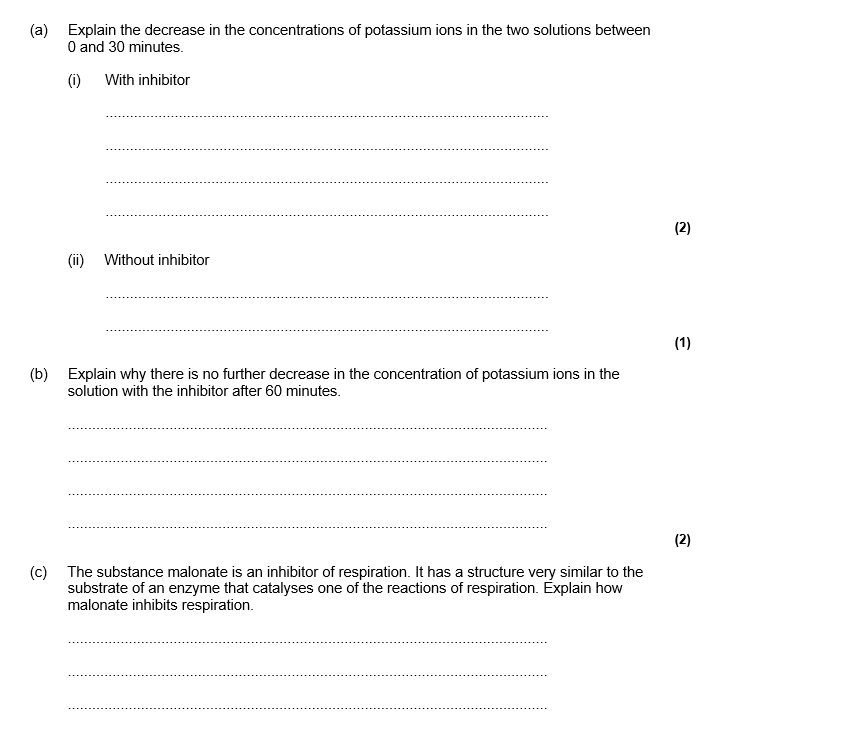 (a) Explain the decrease in the concentrations of potassium ions in the two solutions between
0 and 30 minutes.
(i) With inhibitor
(2)
(ii) Without inhibitor
(1)
(b) Explain why there is no further decrease in the concentration of potassium ions in the
solution with the inhibitor after 60 minutes.
(2)
(c) The substance malonate is an inhibitor of respiration. It has a structure very similar to the
substrate of an enzyme that catalyses one of the reactions of respiration. Explain how
malonate inhibits respiration.